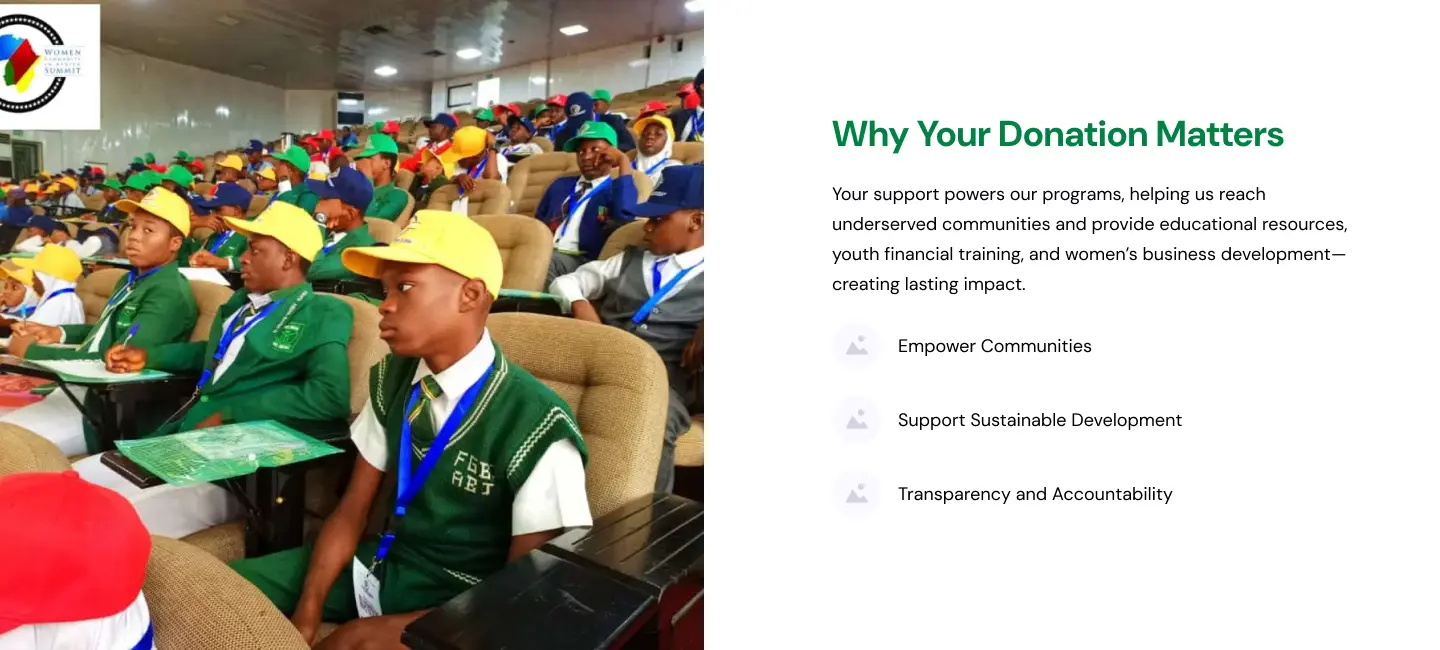 WOMEN
COMMUNITY
IN AFRICA
SUMMIT
FGBC
ABJ
Why Your Donation Matters
Your support powers our programs, helping us reach
underserved communities and provide educational resources,
youth financial training, and women’s business development—
creating lasting impact.
Empower Communities
Support Sustainable Development
Transparency and Accountability